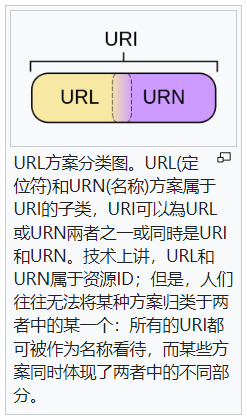 URI
URL URN
URL方案分类图。URL(定
位符)和URN(名称)方案属于
URI的子类，URI可以為URL
或URN兩者之一或同時是URI
和URN。技术上讲，URL和
URN属于资源ID；但是，人们
往往无法将某种方案归类于两
者中的某一个：所有的URI都
可被作为名称看待，而某些方
案同时体现了两者中的不同部
分。